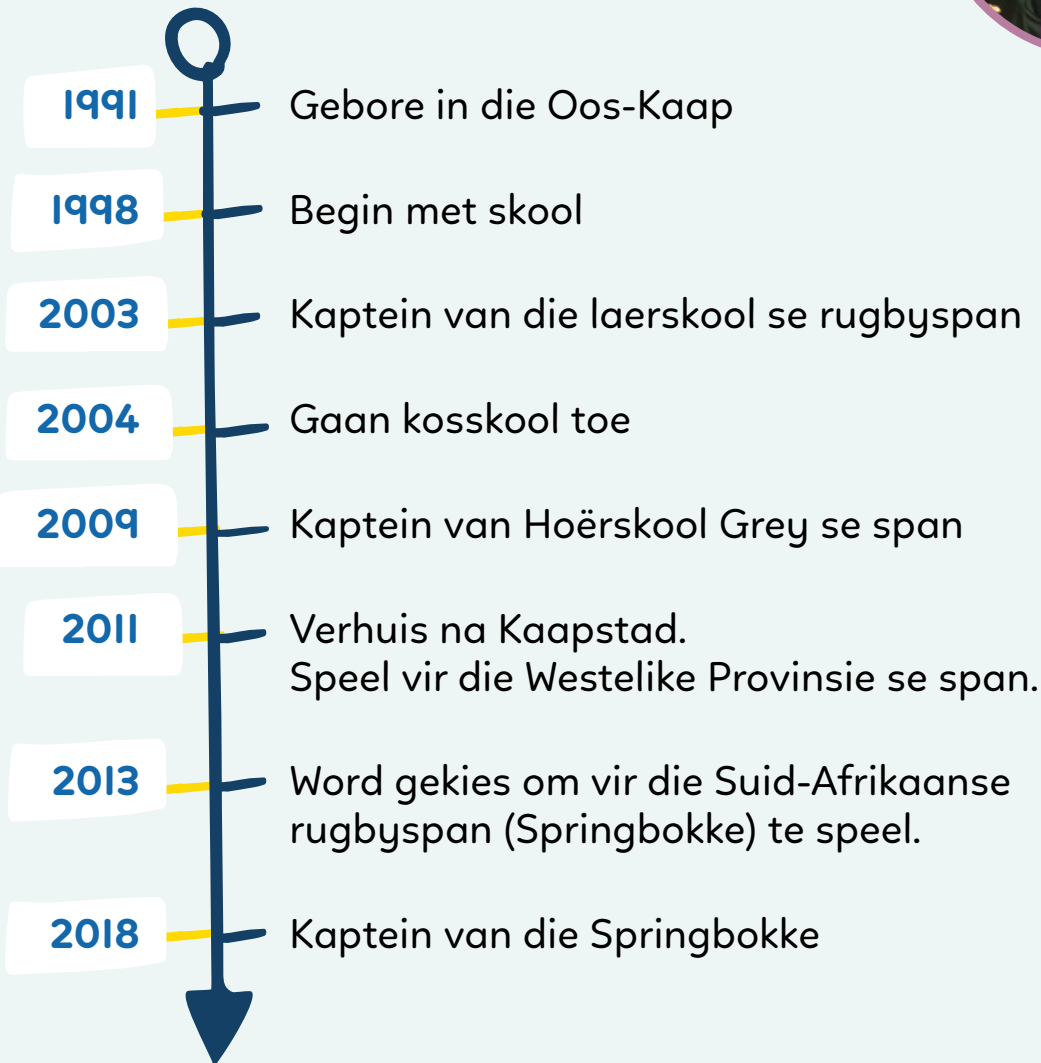 1991 Gebore in die Oos-Kaap
1998 Begin met skool
2003 Kaptein van die laerskool se rugbyspan
2004 Gaan kosskool toe
2009 Kaptein van Hoërskool Grey se span
2011 Verhuis na Kaapstad.
Speel vir die Westelike Provinsie se span.
2013 Word gekies om vir die Suid-Afrikaanse
rugbyspan (Springbokke) te speel.
2018 Kaptein van die Springbokke